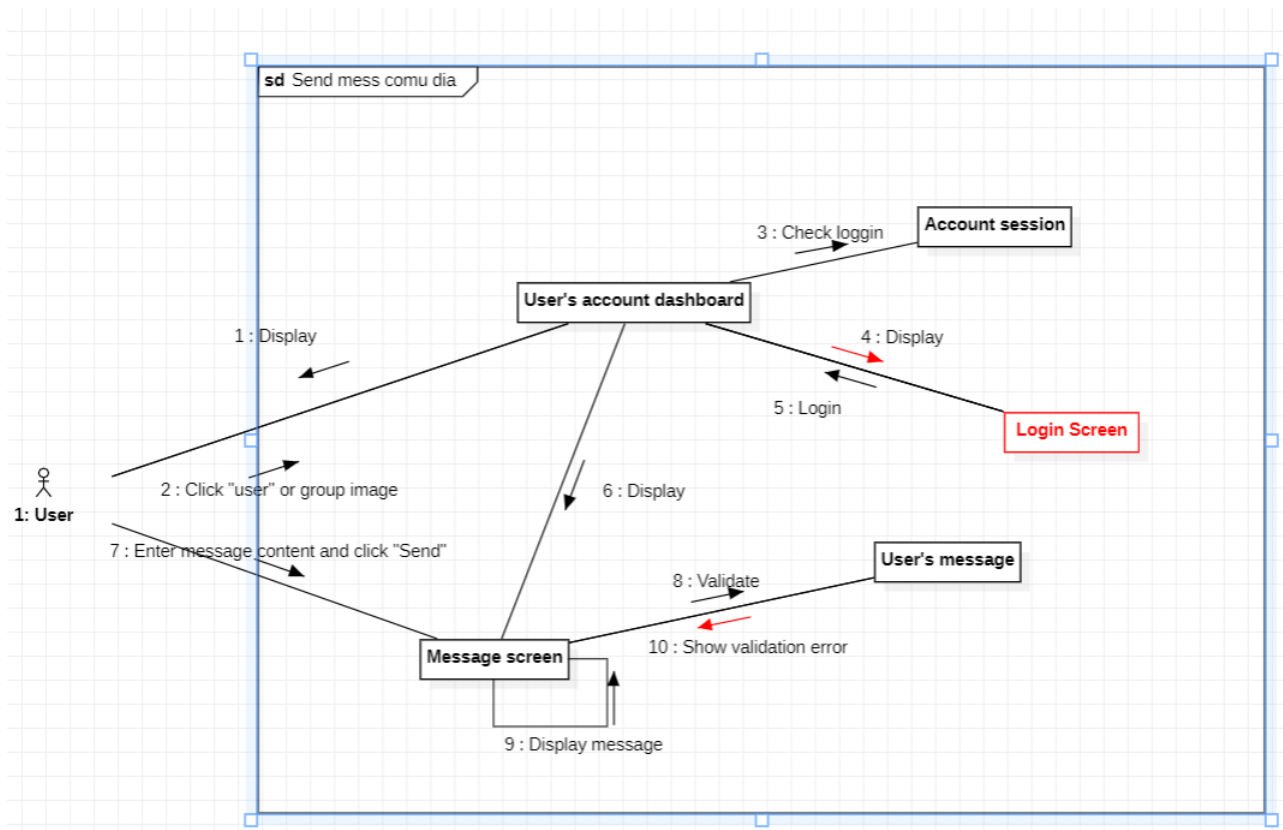 sd Send mess comu dia
Account session
3 : Check loggin
User's account dashboard
1 : Display
4 : Display
5 : Login
Login Screen
2 : Click "user" or group image
6 : Display
1: User
7 : Enter message content and click "Send"
User's message
8 : Validate
10 : Show validation error
Message screen
9 : Display message